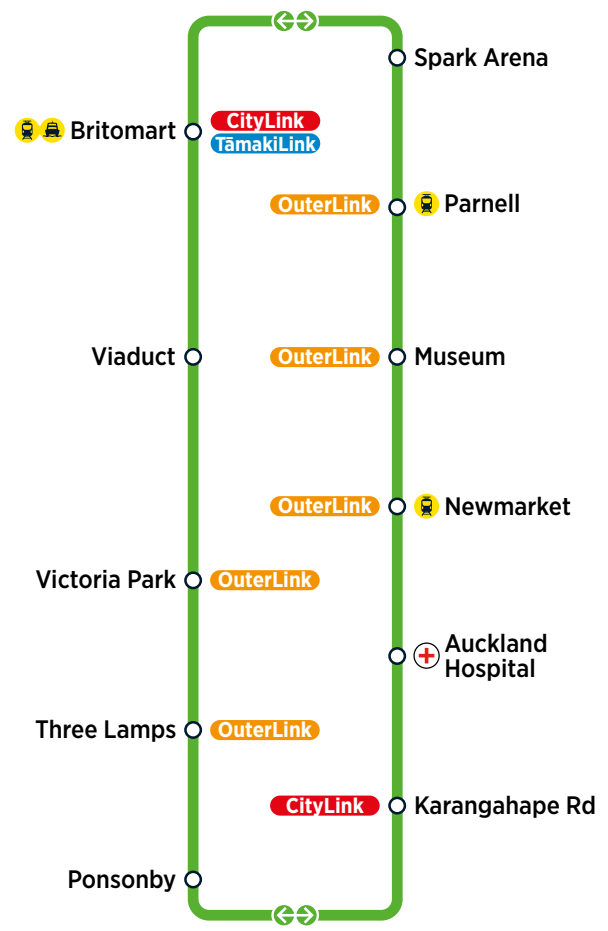 Spark Arena
Britomart
CityLink
TāmakiLink
OuterLink
Parnell
Viaduct
OuterLink
Museum
OuterLink
Newmarket
Victoria Park
OuterLink
Auckland
Hospital
Three Lamps
OuterLink
CityLink
Karangahape Rd
Ponsonby